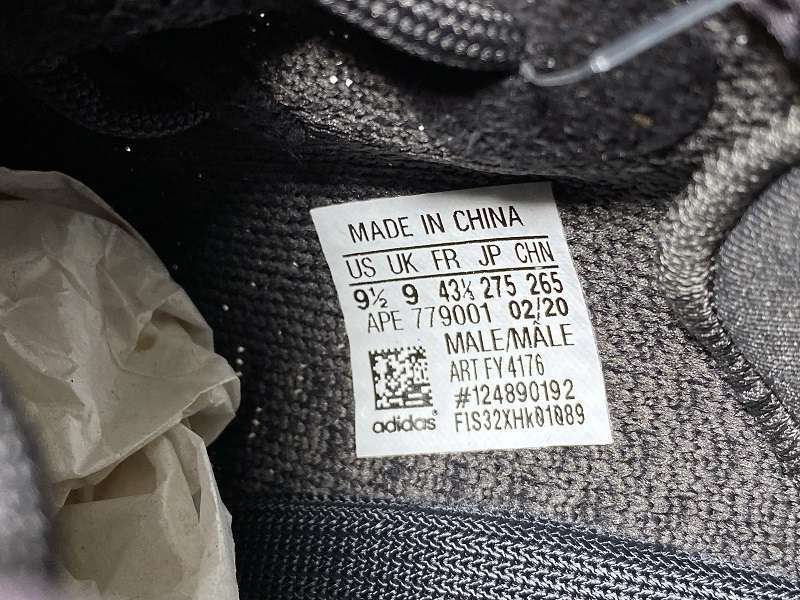 MADE IN CHINA
US UK FR JP CHN
9½ 9 43⅓ 275 265
APE 779001 02/20
MALE/MÂLE
ART FY4176
#124890192
adidas® F1S32XHk01089